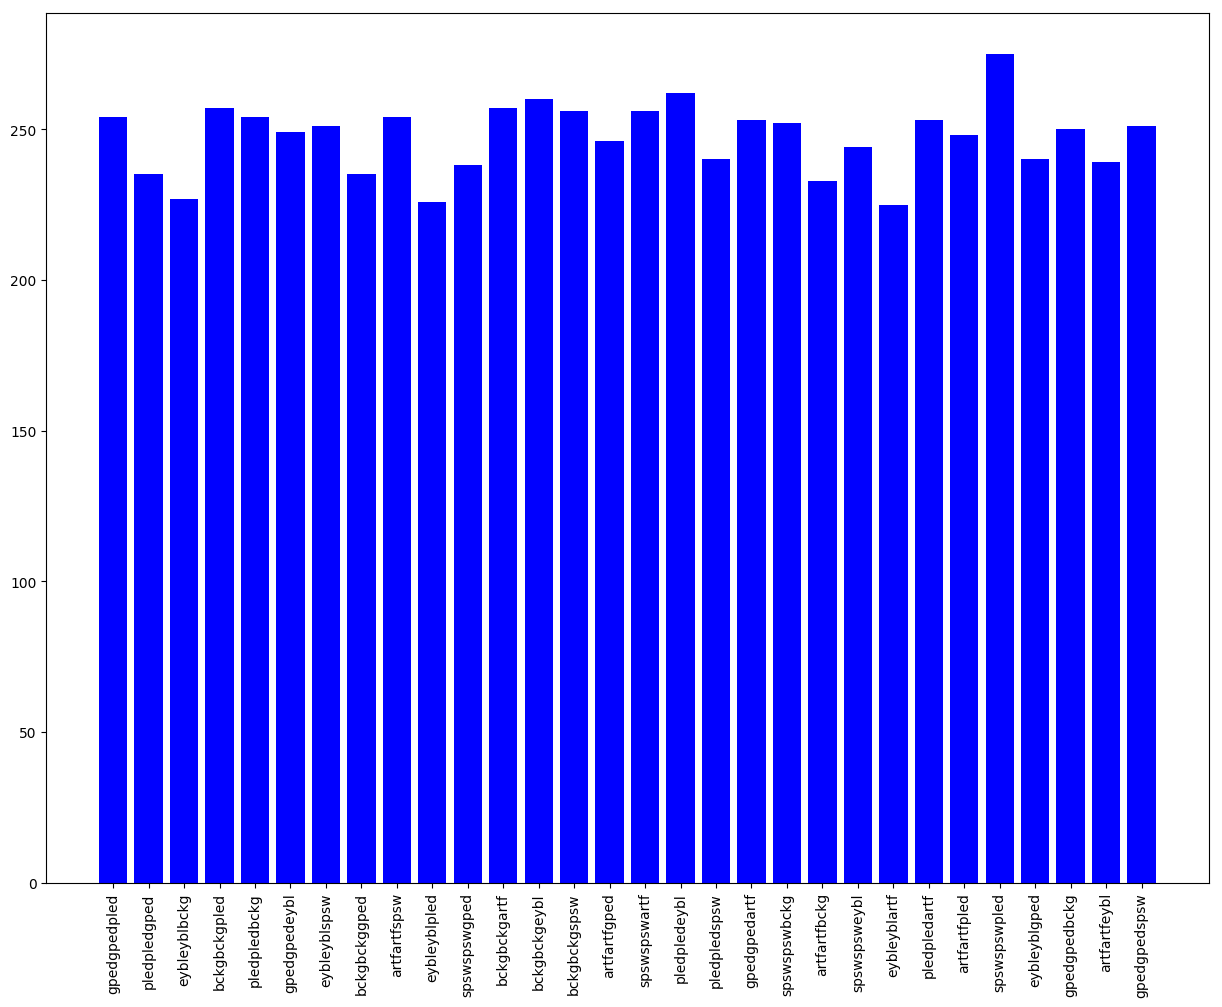 250
200
150
100
50
0
gpedgpedpled
pledpledgped
eybleyblbckg
bckgbckgpled
pledpledbckg
gpedgpedeybl
eybleyblspsw
bckgbckggped
artfartfspsw
eybleyblpled
spswspswgped
bckgbckgartf
bckgbckgeybl
bckgbckgspsw
artfartfgped
spswspswartf
pledpledeybl
pledpledspsw
gpedgpedartf
spswspswbckg
artfartfbckg
spswspsweybl
eybleyblartf
pledpledartf
artfartfpled
spswspswpled
eybleyblgped
gpedgpedbckg
artfartfeybl
gpedgpedspsw